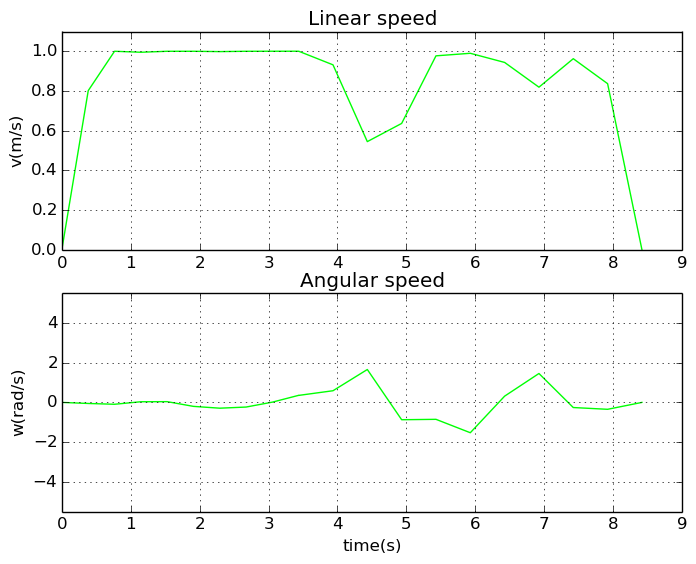 Linear speed
1.0
0.8
0.6
0.4
0.2
0.0
v(m/s)
0 1 2 3 4 5 6 7 8 9
Angular speed
4
2
0
−2
−4
w(rad/s)
0 1 2 3 4 5 6 7 8 9
time(s)